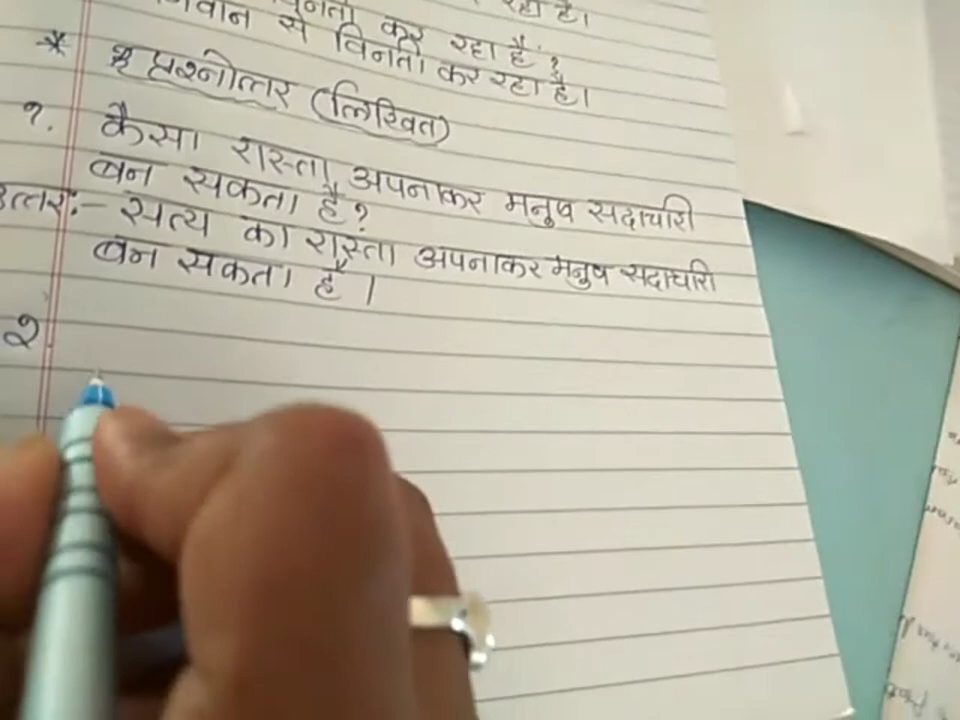 रहा है।
विनती कर रहा है?
भगवान से विनती कर रहा है।
* प्रश्नोत्तर (लिखित)
१. कैसा रास्ता अपनाकर मनुष सदाचारी
बन सकता है?
उत्तर:- सत्य का रास्ता अपनाकर मनुष सदाचारी
बन सकता है।
२